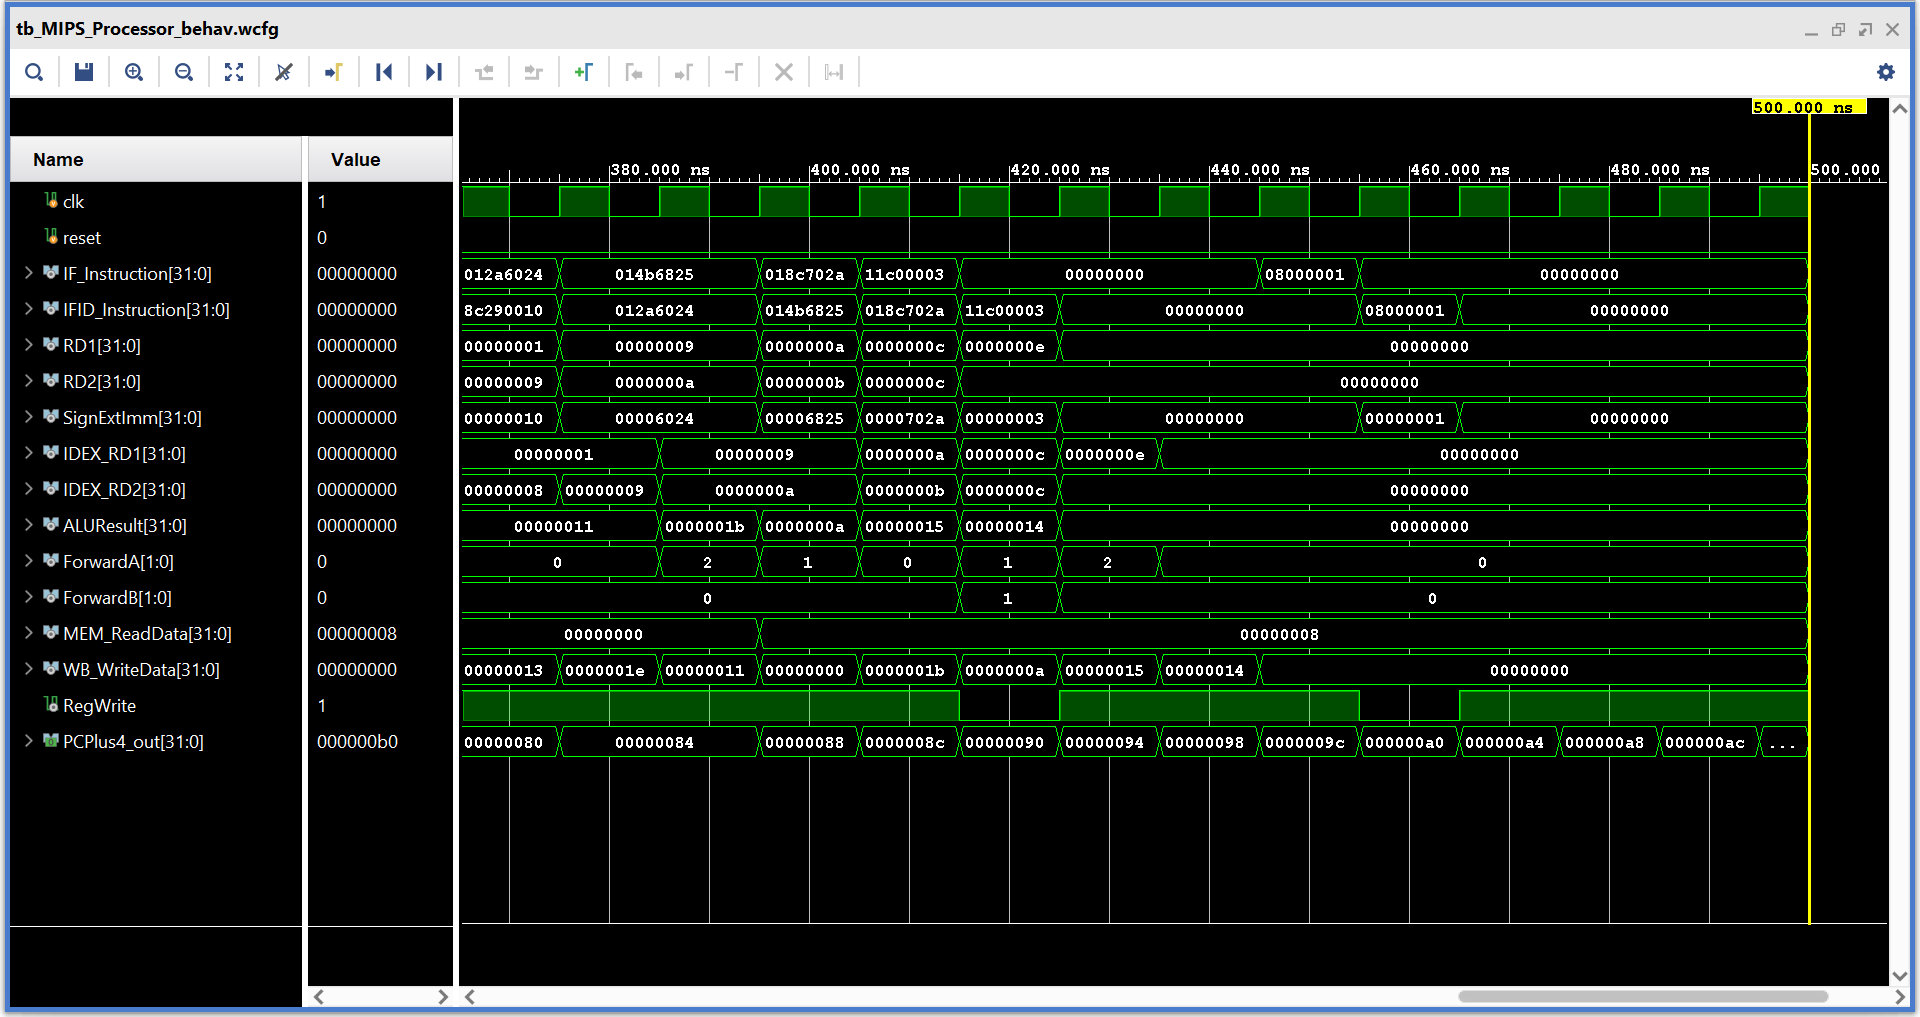 tb_MIPS_Processor_behav.wcfg
500.000 ns
Name Value
380.000 ns 400.000 ns 420.000 ns 440.000 ns 460.000 ns 480.000 ns 500.000
clk 1
reset 0
IF_Instruction[31:0] 00000000 012a6024 014b6825 018c702a 11c00003 00000000 08000001 00000000
IFID_Instruction[31:0] 00000000 8c290010 012a6024 014b6825 018c702a 11c00003 00000000 08000001 00000000
RD1[31:0] 00000000 00000001 00000009 0000000a 0000000c 0000000e 00000000
RD2[31:0] 00000000 00000009 0000000a 0000000b 0000000c 00000000
SignExtImm[31:0] 00000000 00000010 00006024 00006825 0000702a 00000003 00000000 00000001 00000000
IDEX_RD1[31:0] 00000000 00000001 00000009 0000000a 0000000c 0000000e 00000000
IDEX_RD2[31:0] 00000000 00000008 00000009 0000000a 0000000b 0000000c 00000000
ALUResult[31:0] 00000000 00000011 0000001b 0000000a 00000015 00000014 00000000
ForwardA[1:0] 0 0 2 1 0 1 2 0
ForwardB[1:0] 0 0 1 0
MEM_ReadData[31:0] 00000008 00000000 00000008
WB_WriteData[31:0] 00000000 00000013 0000001e 00000011 00000000 0000001b 0000000a 00000015 00000014 00000000
RegWrite 1
PCPlus4_out[31:0] 000000b0 00000080 00000084 00000088 0000008c 00000090 00000094 00000098 0000009c 000000a0 000000a4 000000a8 000000ac ...